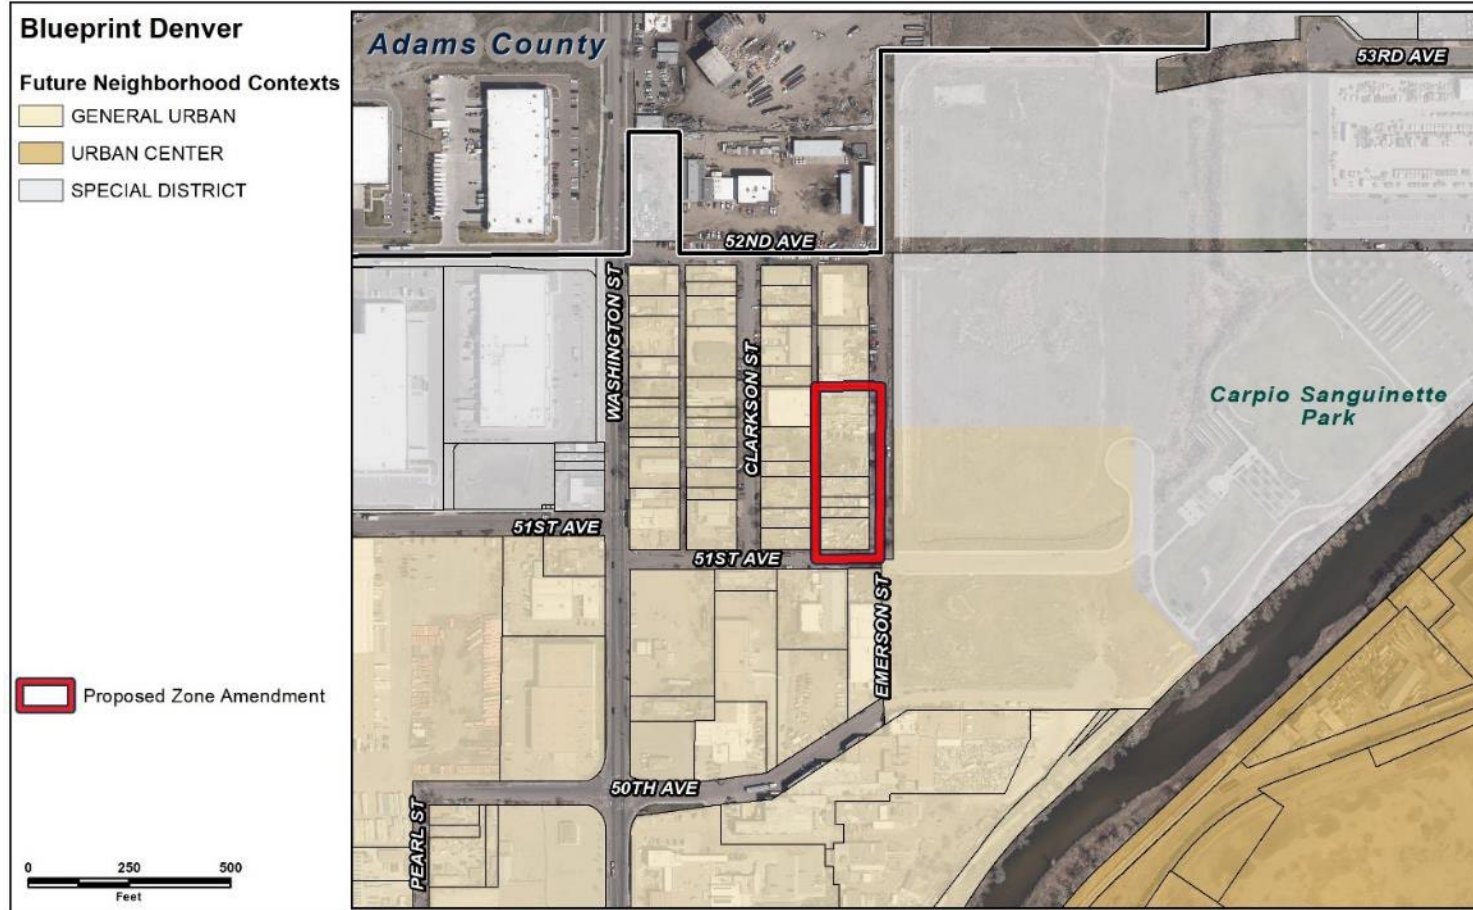 Blueprint Denver
Future Neighborhood Contexts
GENERAL URBAN
URBAN CENTER
SPECIAL DISTRICT
Proposed Zone Amendment
0 250 500
Feet
Adams County
53RD AVE
52ND AVE
WASHINGTON ST
CLARKSON ST
Carpio Sanguinette
Park
51ST AVE
51ST AVE
EMERSON ST
50TH AVE
PEARL ST